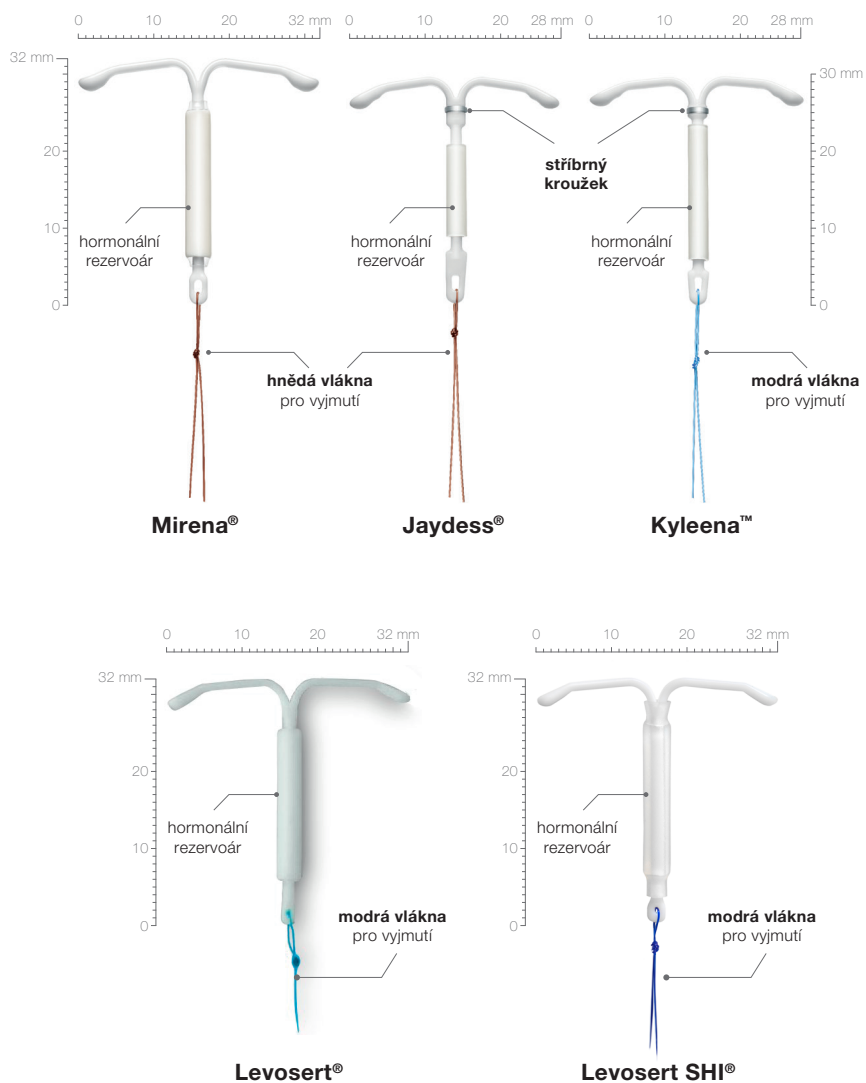 0 10 20 32 mm
0 10 20 28 mm
0 10 20 28 mm
32 mm
20
10
0
30 mm
20
10
0
stříbrný
kroužek
hormonální
rezervoár
hormonální
rezervoár
hormonální
rezervoár
hnědá vlákna
pro vyjmutí
modrá vlákna
pro vyjmutí
Mirena®
Jaydess®
Kyleena™
0 10 20 32 mm
0 10 20 32 mm
32 mm
20
10
0
32 mm
20
10
0
hormonální
rezervoár
hormonální
rezervoár
modrá vlákna
pro vyjmutí
modrá vlákna
pro vyjmutí
Levosert®
Levosert SHI®